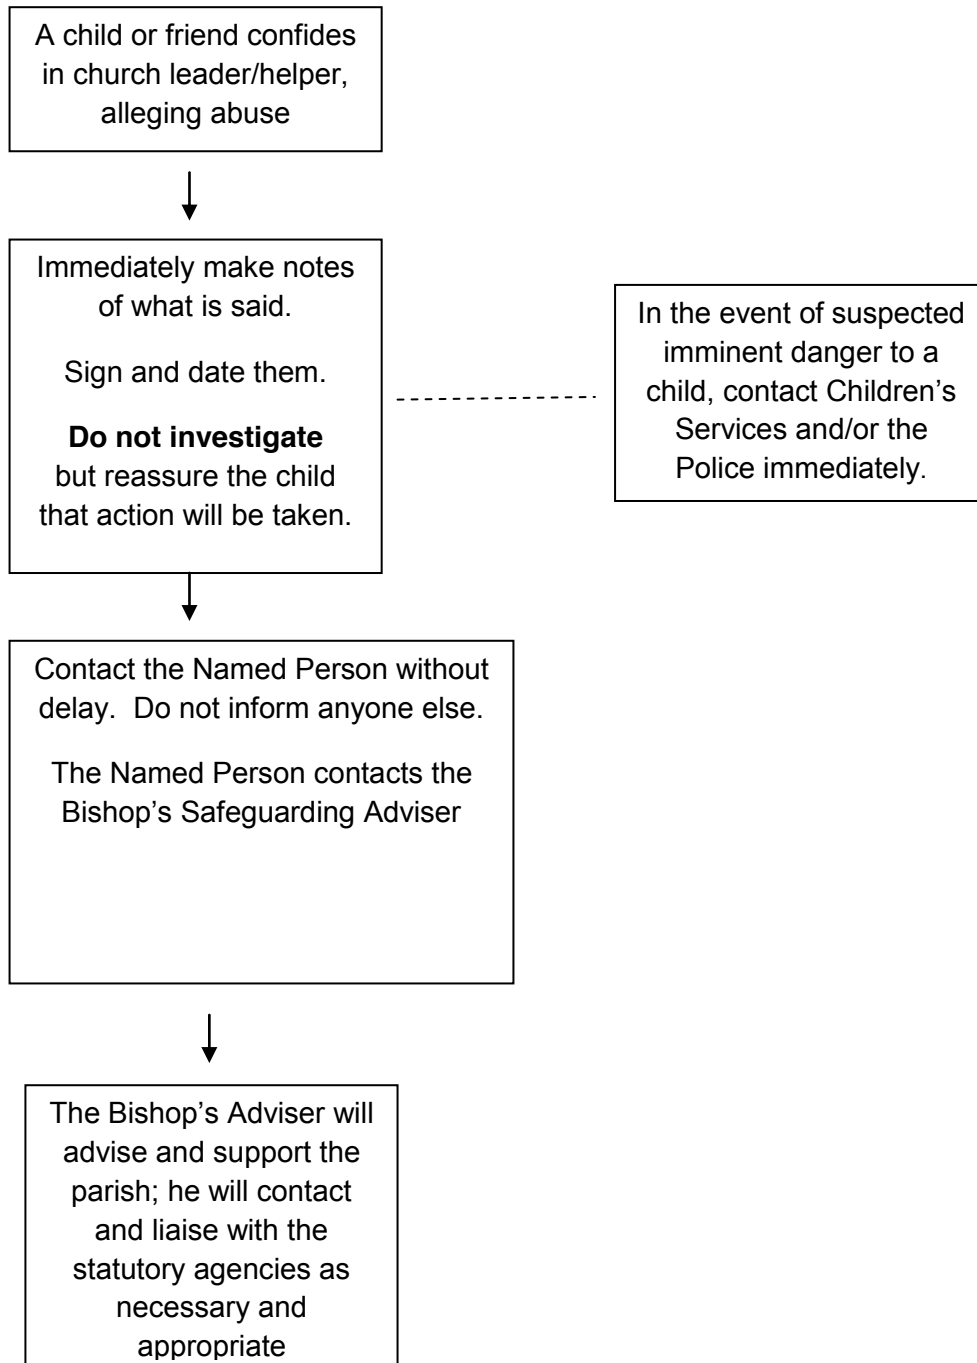 A child or friend confides
in church leader/helper,
alleging abuse
Immediately make notes
of what is said.
Sign and date them.
Do not investigate
but reassure the child
that action will be taken.
In the event of suspected
imminent danger to a
child, contact Children’s
Services and/or the
Police immediately.
Contact the Named Person without
delay.  Do not inform anyone else.
The Named Person contacts the
Bishop’s Safeguarding Adviser
The Bishop’s Adviser will
advise and support the
parish; he will contact
and liaise with the
statutory agencies as
necessary and
appropriate